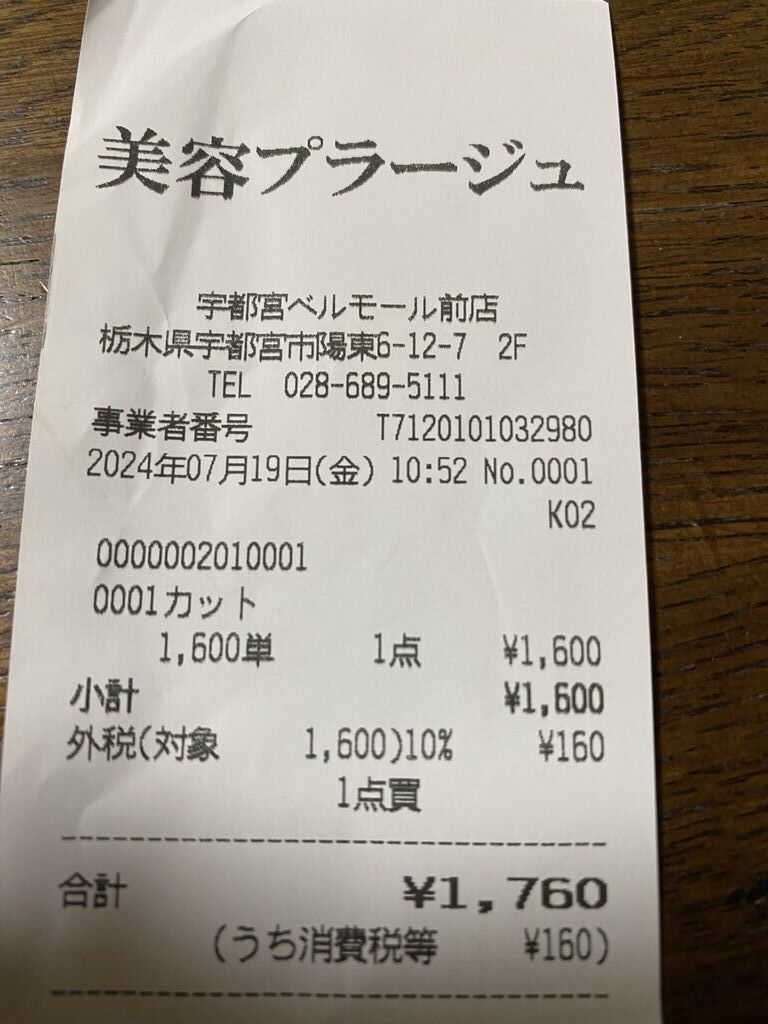 美容プラージュ
宇都宮ベルモール前店
栃木県宇都宮市陽東6-12-7 2F
TEL 028-689-5111
事業者番号 T7120101032980
2024年07月19日(金) 10:52 No.0001
K02
0000002010001
0001カット
1,600単 1点 ¥1,600
小計 ¥1,600
外税(対象 1,600)10% ¥160
1点買
合計 ¥1,760
(うち消費税等 ¥160)